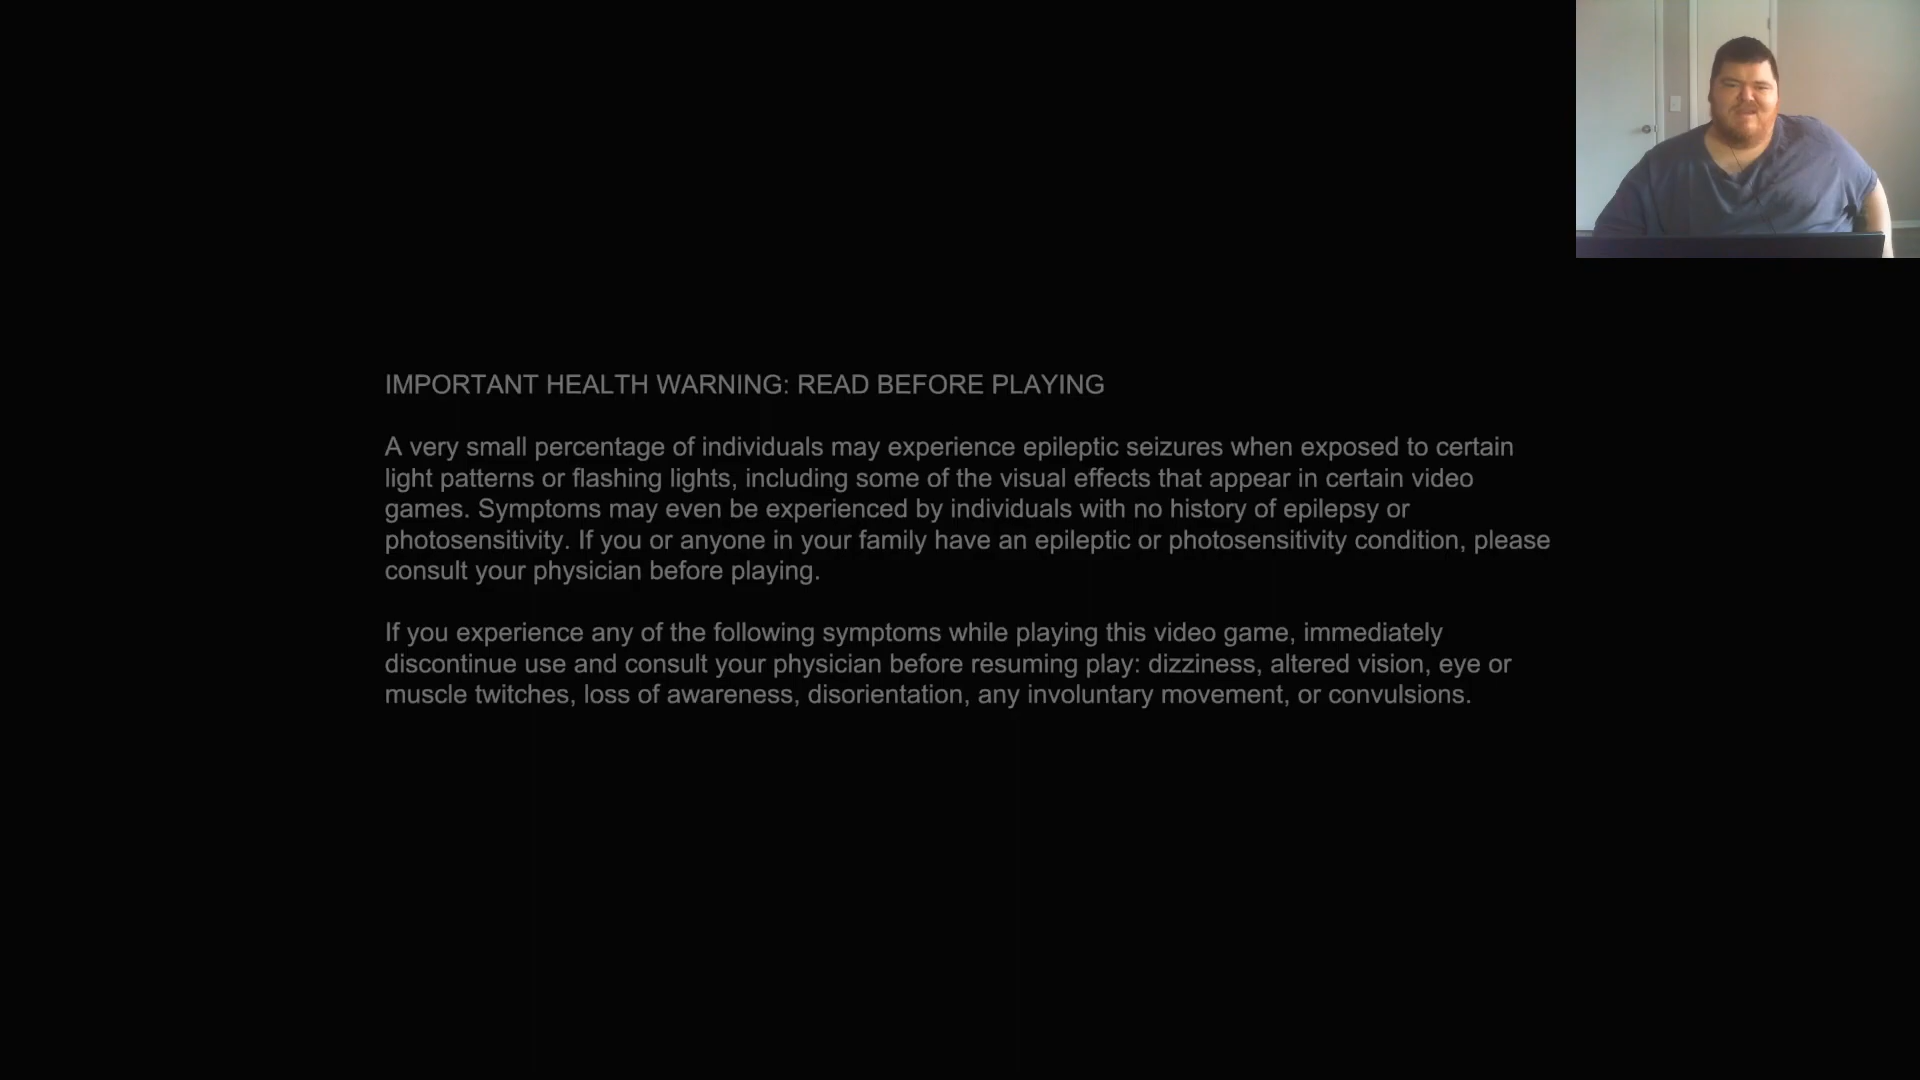 IMPORTANT HEALTH WARNING: READ BEFORE PLAYING
A very small percentage of individuals may experience epileptic seizures when exposed to certain
light patterns or flashing lights, including some of the visual effects that appear in certain video
games. Symptoms may even be experienced by individuals with no history of epilepsy or
photosensitivity. If you or anyone in your family have an epileptic or photosensitivity condition, please
consult your physician before playing.
If you experience any of the following symptoms while playing this video game, immediately
discontinue use and consult your physician before resuming play: dizziness, altered vision, eye or
muscle twitches, loss of awareness, disorientation, any involuntary movement, or convulsions.